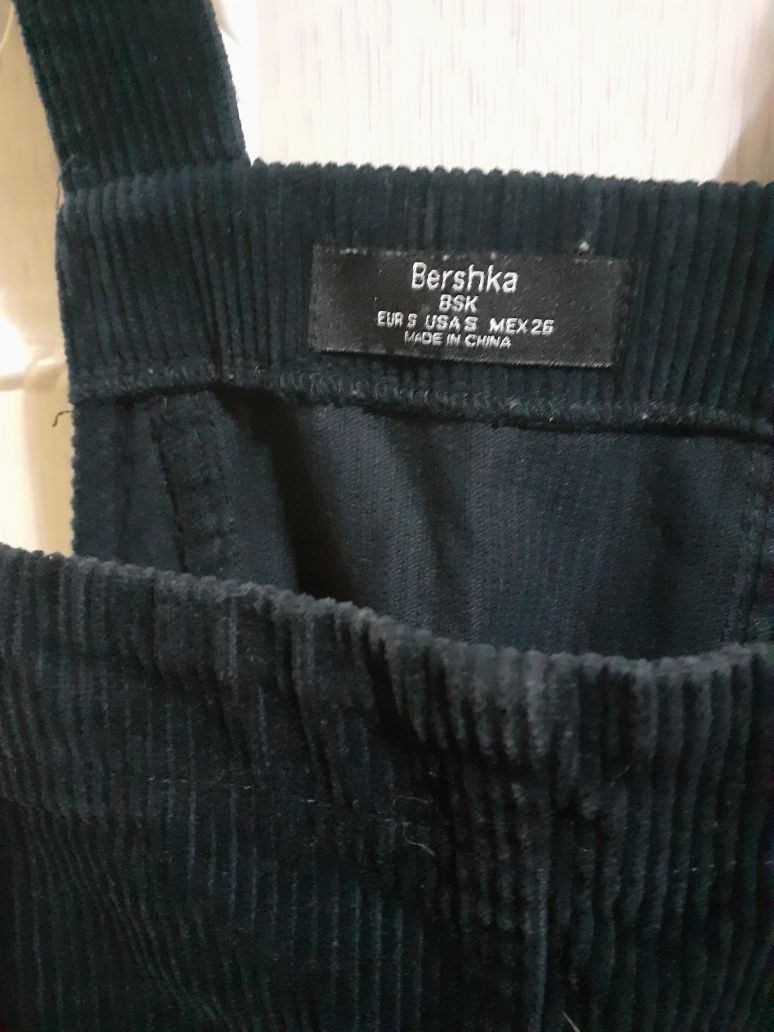 Bershka
BSK
EUR S USA S MEX 26
MADE IN CHINA